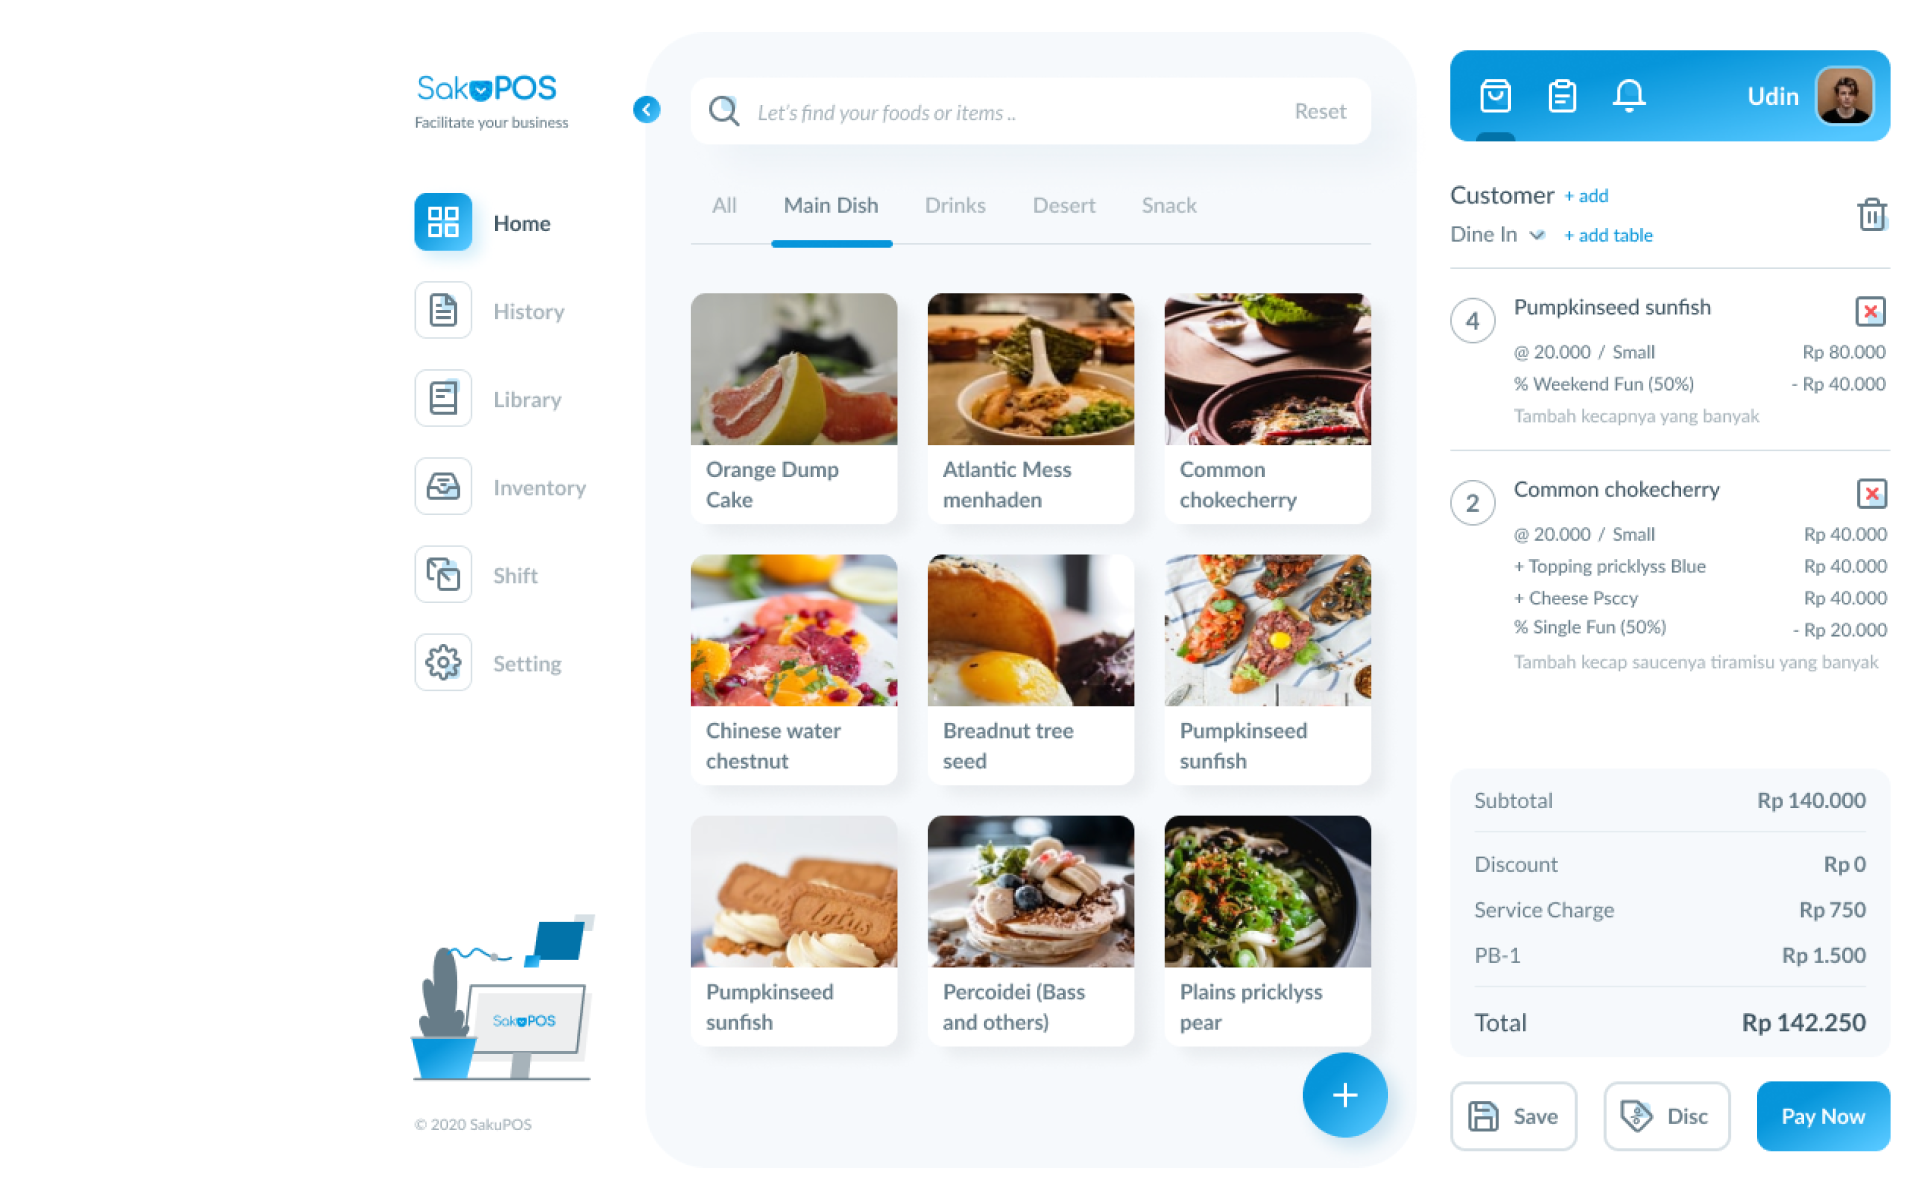 SakuPOS
Facilitate your business
Home
History
Library
Inventory
Shift
Setting
SakuPOS
© 2020 SakuPOS
Let's find your foods or items ..
Reset
All
Main Dish
Drinks
Desert
Snack
Orange Dump
Cake
Atlantic Mess
menhaden
Common
chokecherry
Chinese water
chestnut
Breadnut tree
seed
Pumpkinseed
sunfish
Pumpkinseed
sunfish
Percoidei (Bass
and others)
Plains pricklyss
pear
Udin
Customer + add
Dine In + add table
4 Pumpkinseed sunfish
@ 20.000 / Small Rp 80.000
% Weekend Fun (50%) - Rp 40.000
Tambah kecapnya yang banyak
2 Common chokecherry
@ 20.000 / Small Rp 40.000
+ Topping pricklyss Blue Rp 40.000
+ Cheese Psccy Rp 40.000
% Single Fun (50%) - Rp 20.000
Tambah kecap saucenya tiramisu yang banyak
Subtotal Rp 140.000
Discount Rp 0
Service Charge Rp 750
PB-1 Rp 1.500
Total Rp 142.250
Save
Disc
Pay Now